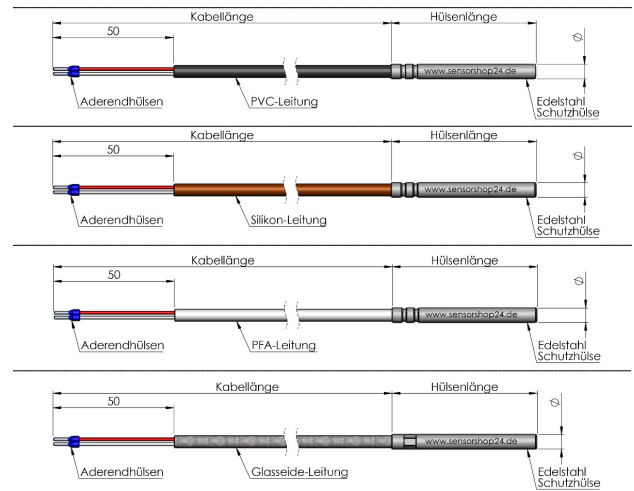 Kabellänge
Hülsenlänge
50
Ø
www.sensorshop24.de
Aderendhülsen
PVC-Leitung
Edelstahl
Schutzhülse
Kabellänge
Hülsenlänge
50
Ø
www.sensorshop24.de
Aderendhülsen
Silikon-Leitung
Edelstahl
Schutzhülse
Kabellänge
Hülsenlänge
50
Ø
www.sensorshop24.de
Aderendhülsen
PFA-Leitung
Edelstahl
Schutzhülse
Kabellänge
Hülsenlänge
50
Ø
www.sensorshop24.de
Aderendhülsen
Glasseide-Leitung
Edelstahl
Schutzhülse